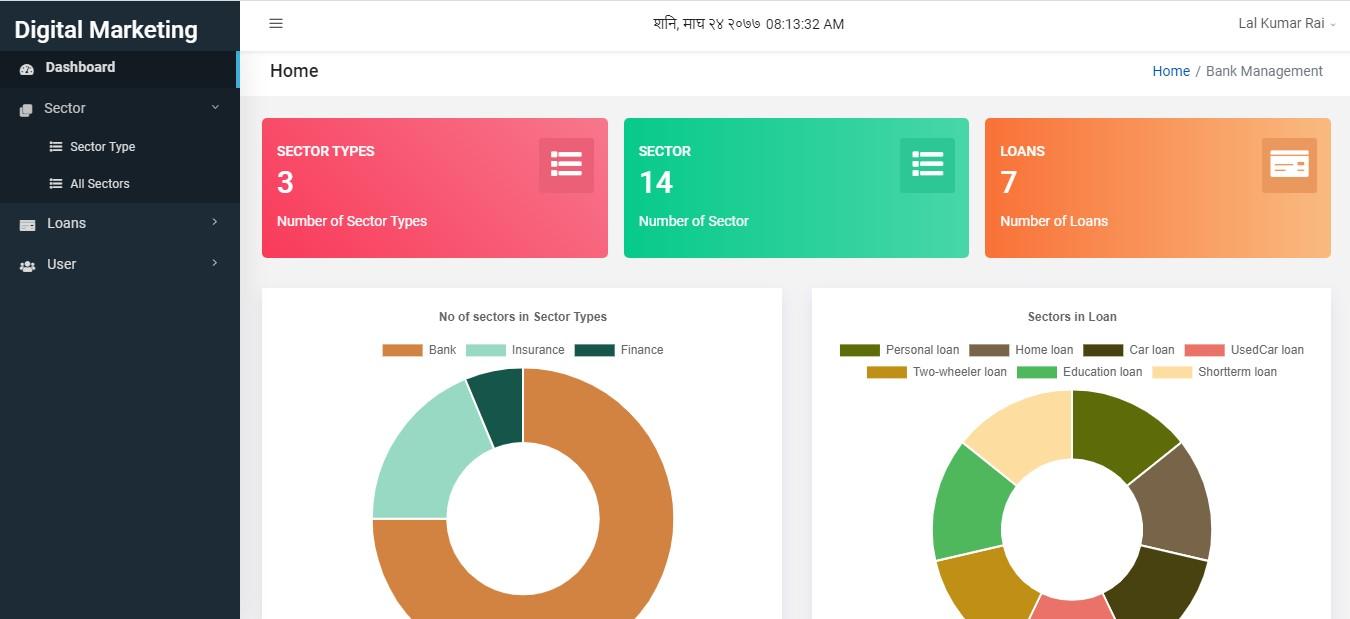 Digital Marketing
शनि, माघ २४ २०७७ 08:13:32 AM
Lal Kumar Rai
Dashboard
Sector
Sector Type
All Sectors
Loans
User
Home
Home / Bank Management
SECTOR TYPES
3
Number of Sector Types
SECTOR
14
Number of Sector
LOANS
7
Number of Loans
No of sectors in Sector Types
Bank Insurance Finance
Sectors in Loan
Personal loan Home loan Car loan UsedCar loan
Two-wheeler loan Education loan Shortterm loan